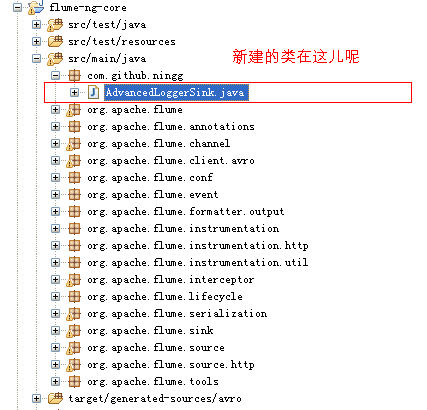 flume-ng-core
src/test/java
src/test/resources
src/main/java
新建的类在这儿呢
com.github.ningg
AdvancedLoggerSink.java
org.apache.flume
org.apache.flume.annotations
org.apache.flume.channel
org.apache.flume.client.avro
org.apache.flume.conf
org.apache.flume.event
org.apache.flume.formatter.output
org.apache.flume.instrumentation
org.apache.flume.instrumentation.http
org.apache.flume.instrumentation.util
org.apache.flume.interceptor
org.apache.flume.lifecycle
org.apache.flume.serialization
org.apache.flume.sink
org.apache.flume.source
org.apache.flume.source.http
org.apache.flume.tools
target/generated-sources/avro